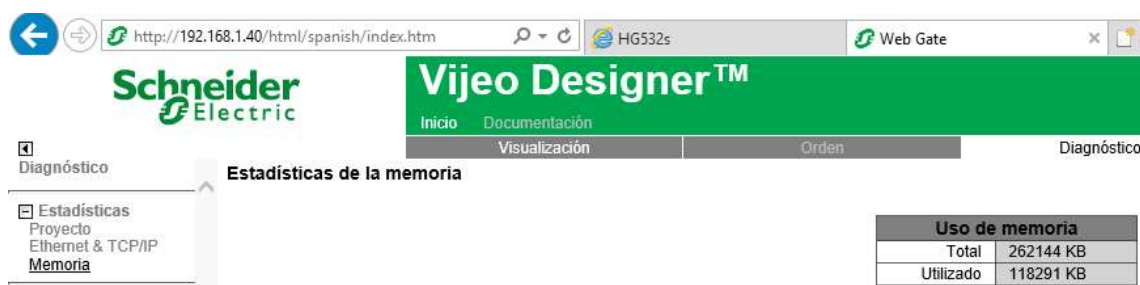 http://192.168.1.40/html/spanish/index.htm
HG532s
Web Gate
Schneider
Electric
Vijeo Designer™
Inicio Documentación
Visualización Orden Diagnóstico
Diagnóstico
Estadísticas de la memoria
Estadísticas
Proyecto
Ethernet & TCP/IP
Memoria
Uso de memoria
Total 262144 KB
Utilizado 118291 KB